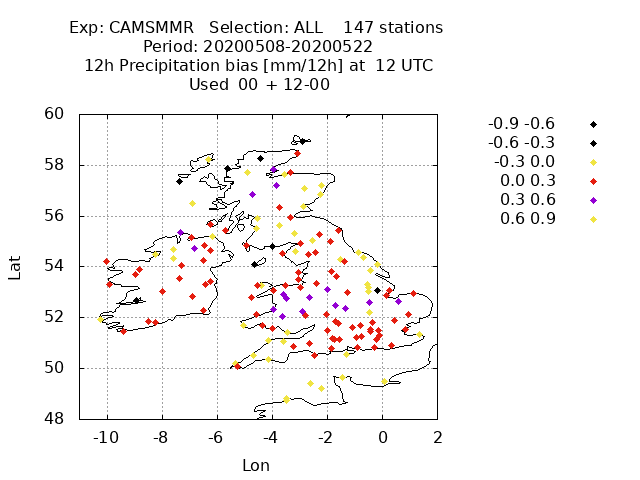 Exp: CAMSMMR Selection: ALL 147 stations
Period: 20200508-20200522
12h Precipitation bias [mm/12h] at 12 UTC
Used 00 + 12-00
-0.9 -0.6
-0.6 -0.3
-0.3 0.0
0.0 0.3
0.3 0.6
0.6 0.9
60
58
56
54
52
50
48
Lat
-10 -8 -6 -4 -2 0 2
Lon